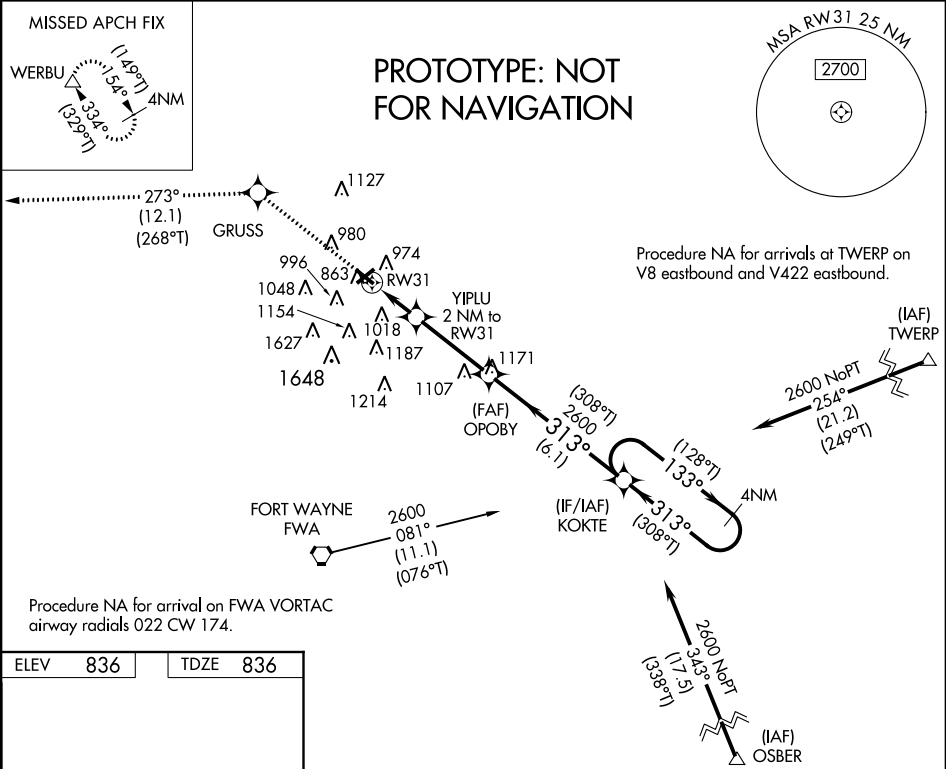 MISSED APCH FIX
WERBU
(149°T)
154°
4NM
334°
(329°T)
PROTOTYPE: NOT
FOR NAVIGATION
MSA RW31 25 NM
2700
273°
(12.1)
(268°T)
GRUSS
1127
980
974
996
863
RW31
1048
1154
1627
1018
1187
1648
1214
YIPLU
2 NM to
RW31
1107
1171
(FAF)
OPOBY
Procedure NA for arrivals at TWERP on
V8 eastbound and V422 eastbound.
(IAF)
TWERP
2600 NoPT
254°
(21.2)
(249°T)
(308°T)
2600
313°
(6.1)
(128°T)
133°
4NM
313°
(308°T)
(IF/IAF)
KOKTE
FORT WAYNE
FWA
2600
081°
(11.1)
(076°T)
Procedure NA for arrival on FWA VORTAC
airway radials 022 CW 174.
2600 NoPT
343°
(17.5)
(338°T)
(IAF)
OSBER
ELEV 836
TDZE 836